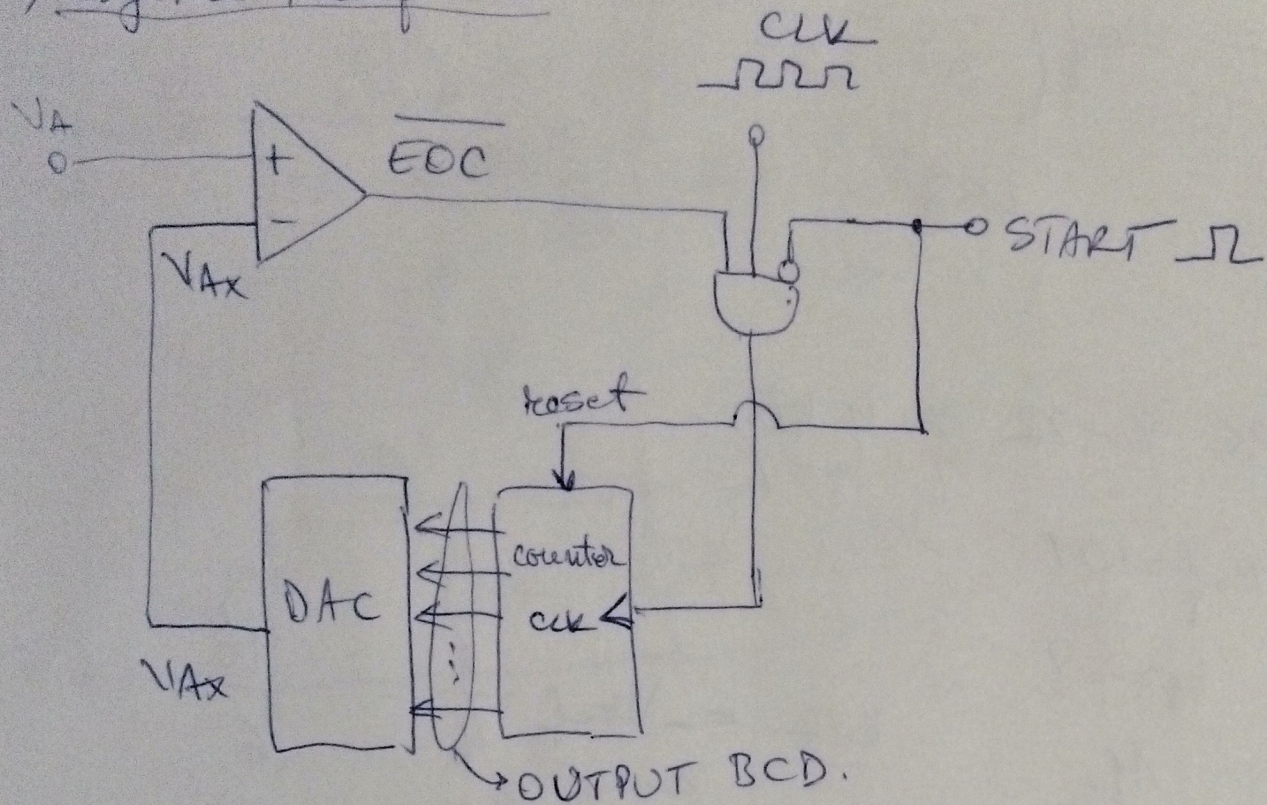 CLK
VA
+
EOC
−
VAX
START
reset
counter
DAC
CLK
VAX
OUTPUT BCD.